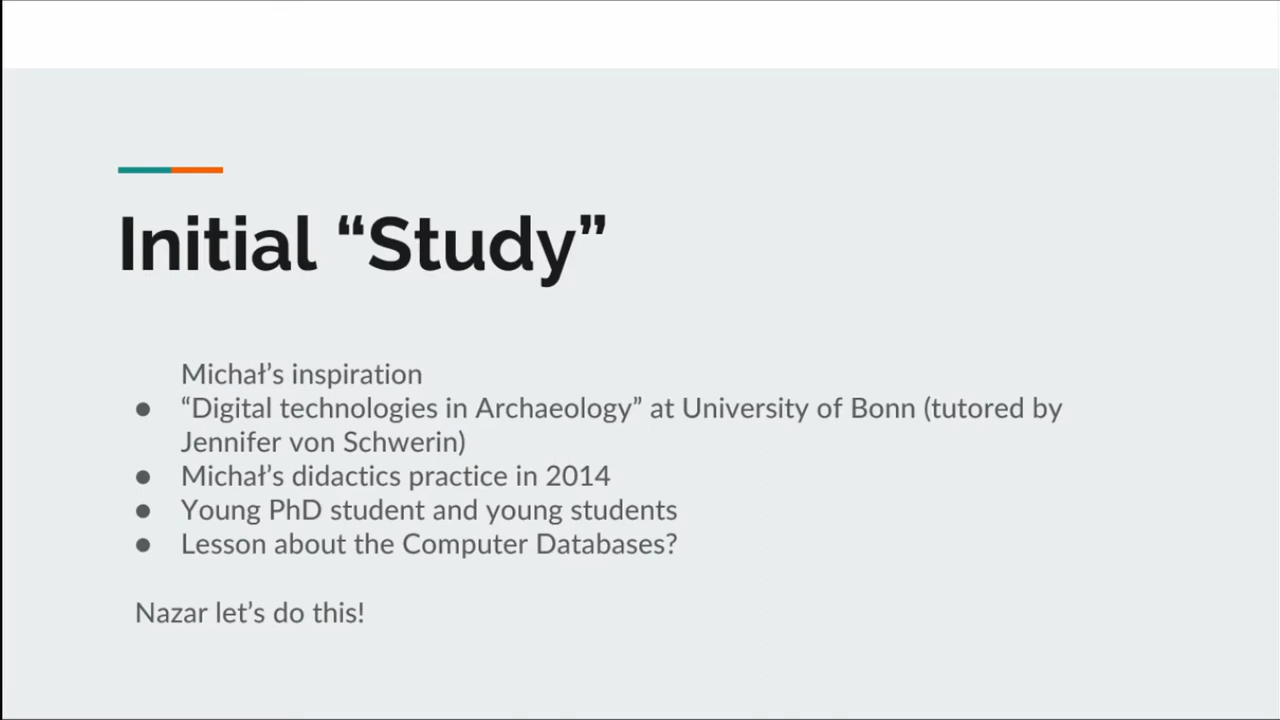 Initial “Study”
Michał’s inspiration
● “Digital technologies in Archaeology” at University of Bonn (tutored by
Jennifer von Schwerin)
● Michał’s didactics practice in 2014
● Young PhD student and young students
● Lesson about the Computer Databases?
Nazar let’s do this!